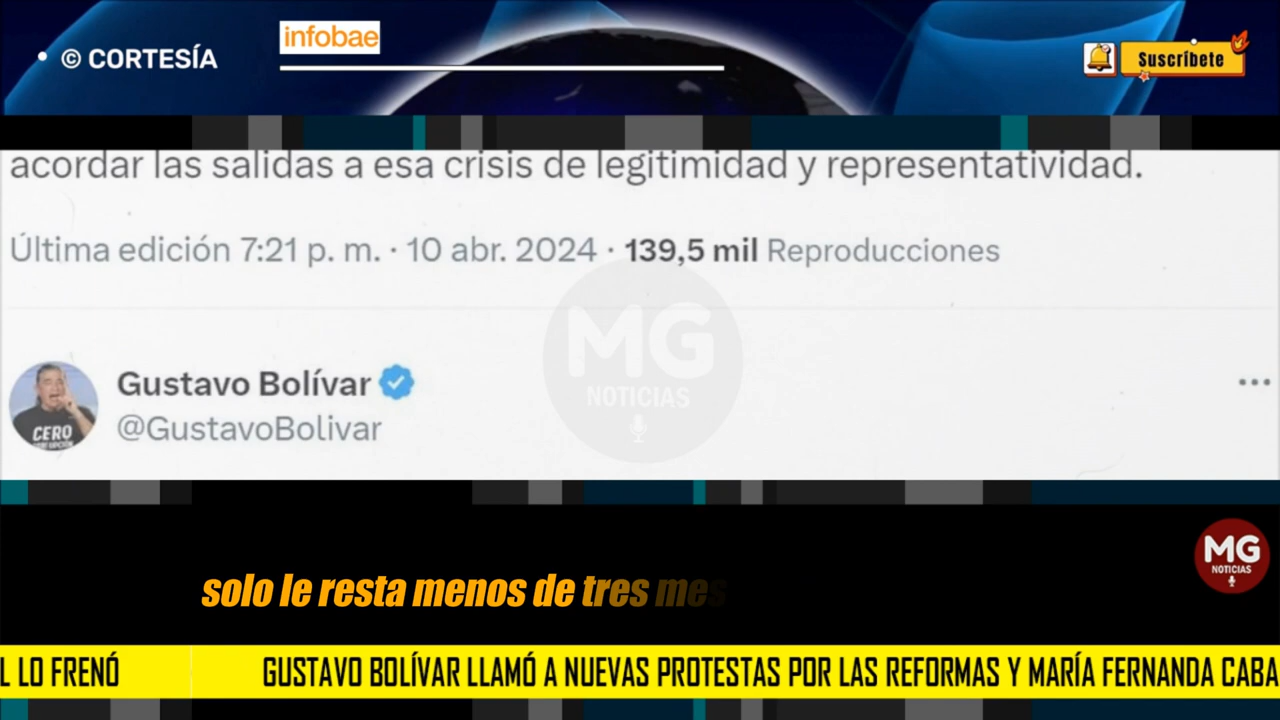 © CORTESÍA
infobae
Suscríbete
acordar las salidas a esa crisis de legitimidad y representatividad.
Última edición 7:21 p. m. · 10 abr. 2024 · 139,5 mil Reproducciones
MG
NOTICIAS
Gustavo Bolívar
@GustavoBolivar
CERO
MG
NOTICIAS
solo le resta menos de tres mes
L LO FRENÓ GUSTAVO BOLÍVAR LLAMÓ A NUEVAS PROTESTAS POR LAS REFORMAS Y MARÍA FERNANDA CABA